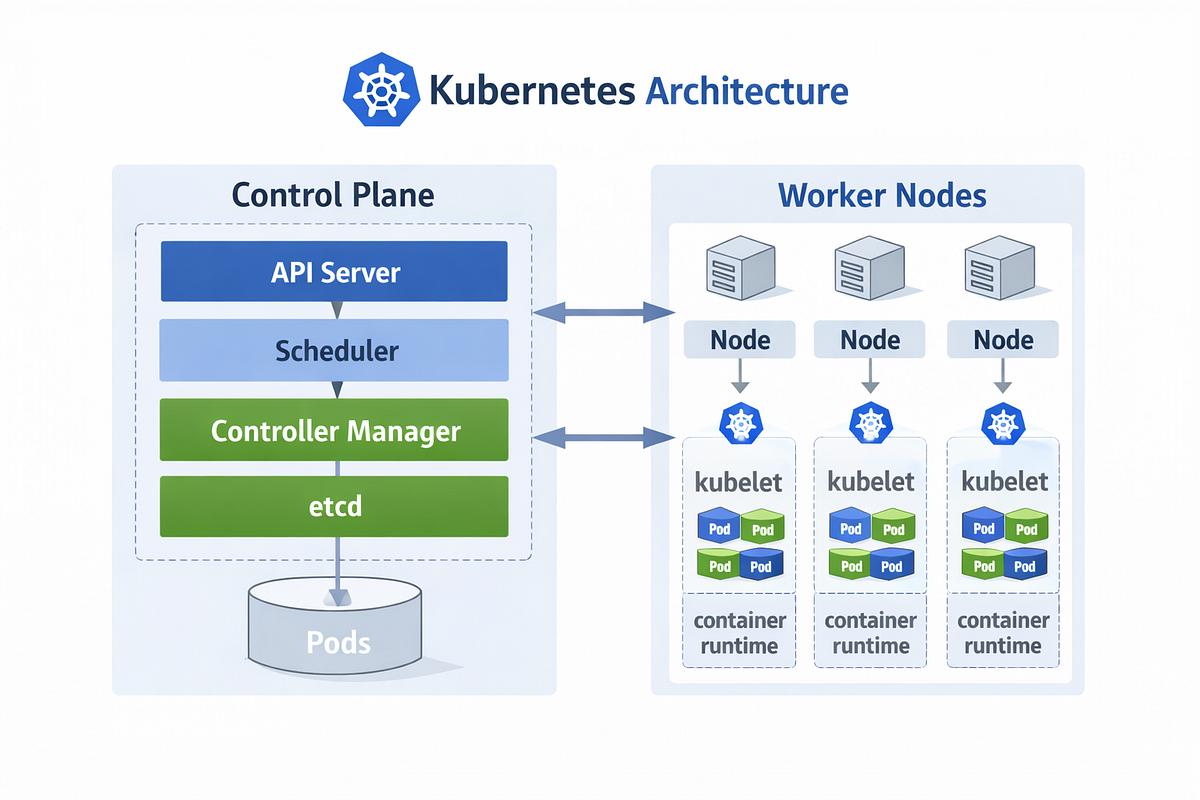 Kubernetes Architecture
Control Plane
API Server
Scheduler
Controller Manager
etcd
Pods
Worker Nodes
Node
Node
Node
kubelet
kubelet
kubelet
Pod Pod
Pod Pod
Pod Pod
Pod Pod
Pod Pod
Pod Pod
container
runtime
container
runtime
container
runtime